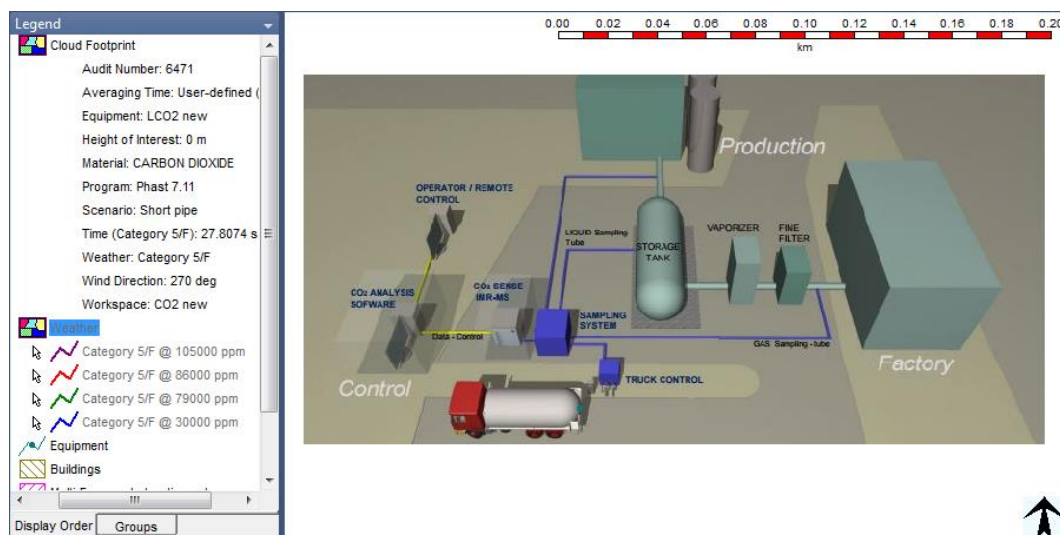 Legend
Cloud Footprint
Audit Number: 6471
Averaging Time: User-defined (
Equipment: LCO2 new
Height of Interest: 0 m
Material: CARBON DIOXIDE
Program: Phast 7.11
Scenario: Short pipe
Time (Category 5/F): 27.8074 s
Weather: Category 5/F
Wind Direction: 270 deg
Workspace: CO2 new
Weather
Category 5/F @ 105000 ppm
Category 5/F @ 86000 ppm
Category 5/F @ 79000 ppm
Category 5/F @ 30000 ppm
Equipment
Buildings
Display Order
Groups
0.00 0.02 0.04 0.06 0.08 0.10 0.12 0.14 0.16 0.18 0.20
km
Production
OPERATOR / REMOTE
CONTROL
LIQUID Sampling
Tube
STORAGE
TANK
VAPORIZER
FINE
FILTER
CO₂ ANALYSIS
SOFWARE
CO₂ SENSE
IMR-MS
SAMPLING
SYSTEM
Data - Control
GAS Sampling - tube
Control
TRUCK CONTROL
Factory